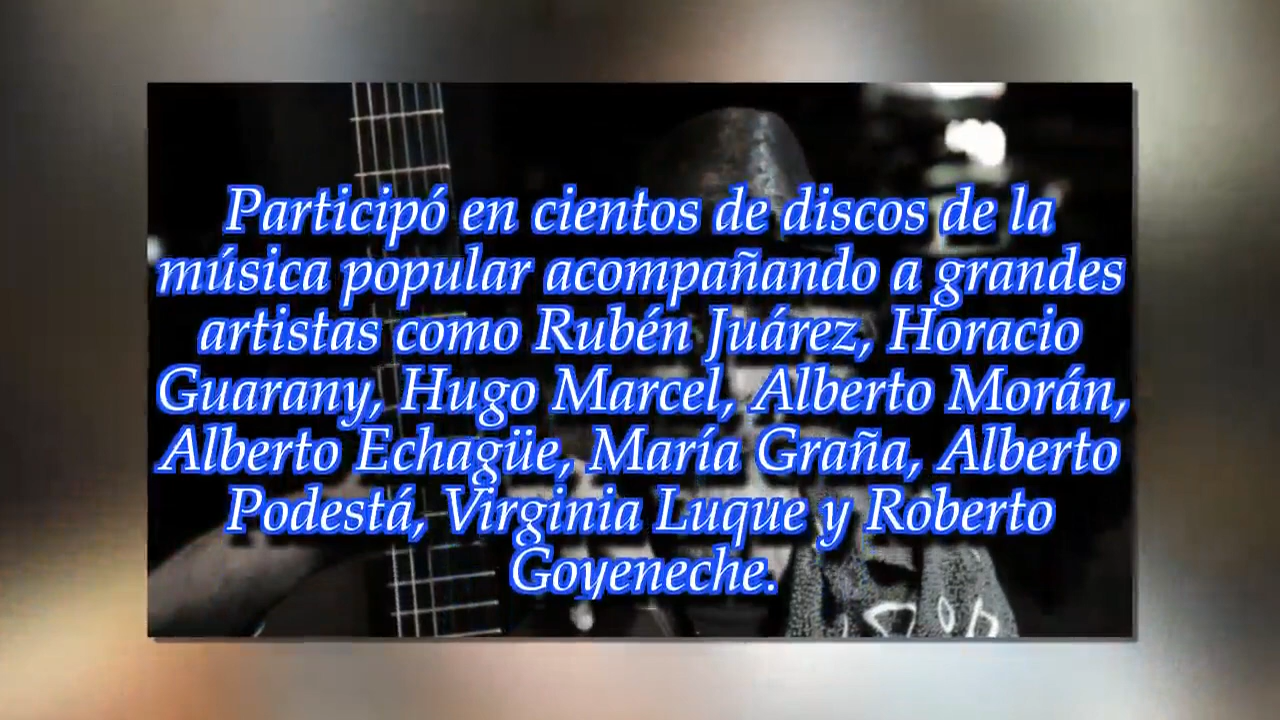 Participó en cientos de discos de la
música popular acompañando a grandes
artistas como Rubén Juárez, Horacio
Guarany, Hugo Marcel, Alberto Morán,
Alberto Echagüe, María Graña, Alberto
Podestá, Virginia Luque y Roberto
Goyeneche.